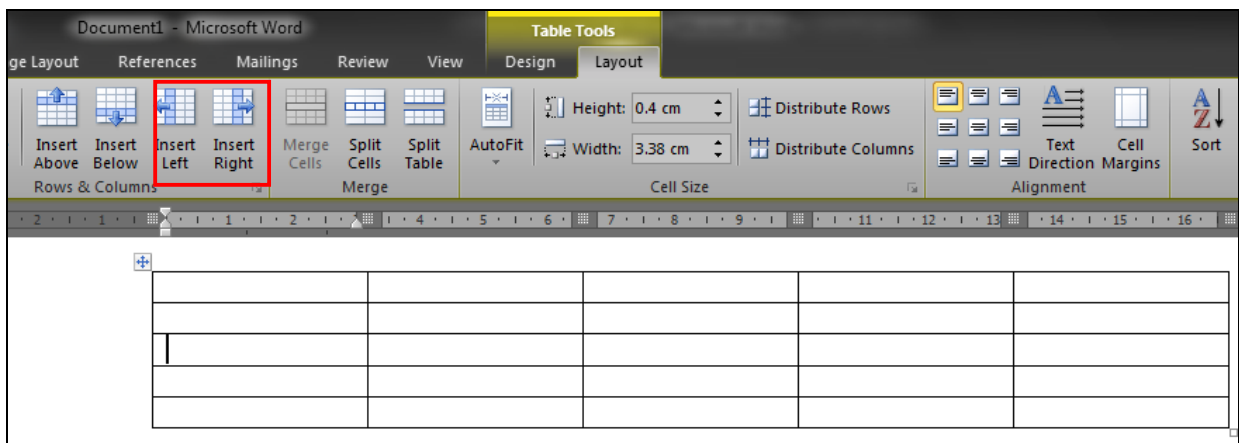 Document1 - Microsoft Word
Table Tools
ge Layout References Mailings Review View Design Layout
Insert Above
Insert Below
Insert Left
Insert Right
Merge Cells
Split Cells
Split Table
AutoFit
Height: 0.4 cm
Width: 3.38 cm
Distribute Rows
Distribute Columns
Text Direction
Cell Margins
A
Z
Sort
Rows & Columns
Merge
Cell Size
Alignment
2 1 1 2 4 5 6 7 8 9 11 12 13 14 15 16